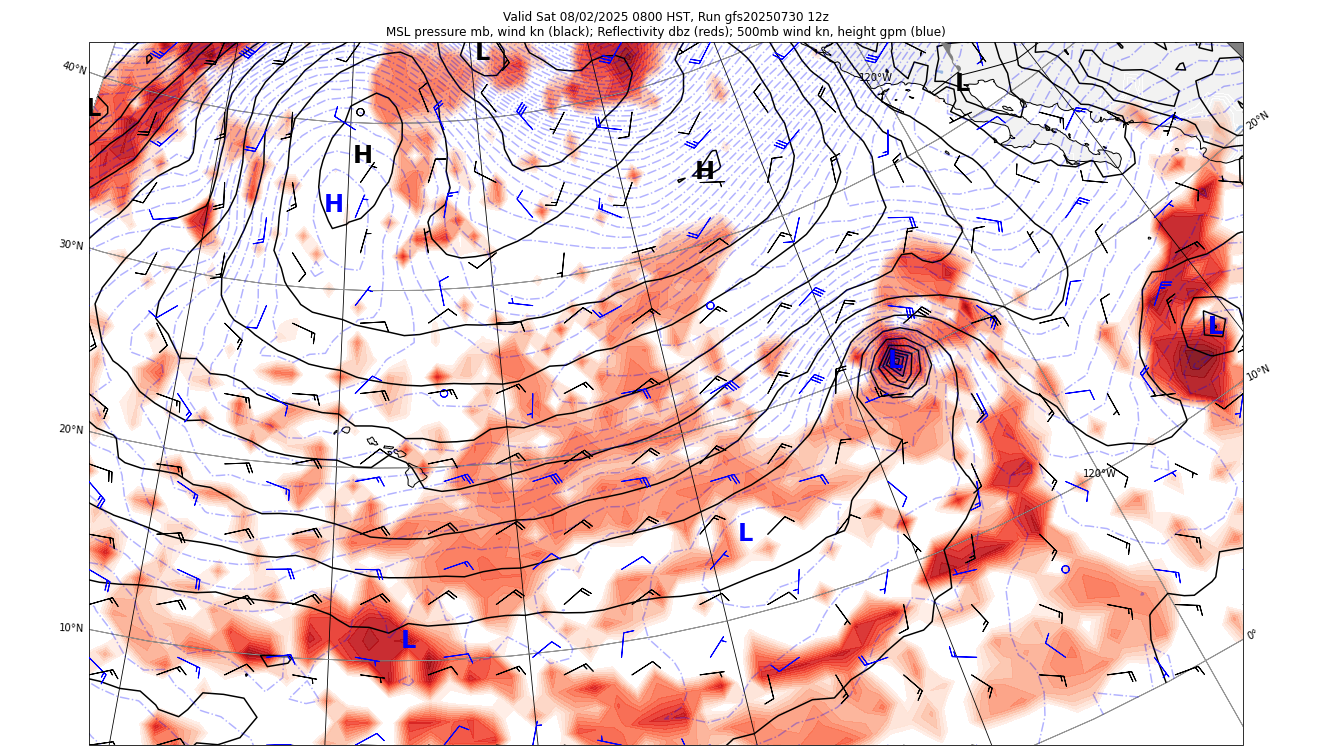 Valid Sat 08/02/2025 0800 HST, Run gfs20250730 12z
MSL pressure mb, wind kn (black); Reflectivity dbz (reds); 500mb wind kn, height gpm (blue)
L
40°N
120°W
L
L
20°N
H
H
H
30°N
L
L
10°N
20°N
120°W
L
10°N
L
0°